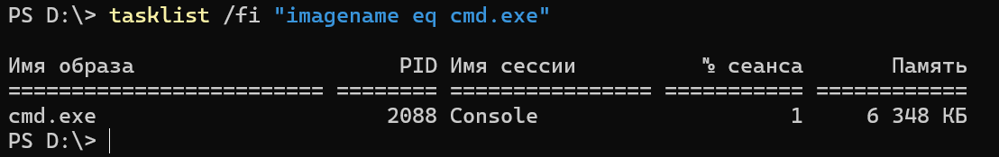 PS D:\> tasklist /fi "imagename eq cmd.exe"
Имя образа                     PID Имя сессии          № сеанса       Память
========================= ======== ================ =========== ============
cmd.exe                       2088 Console                    1     6 348 КБ
PS D:\>